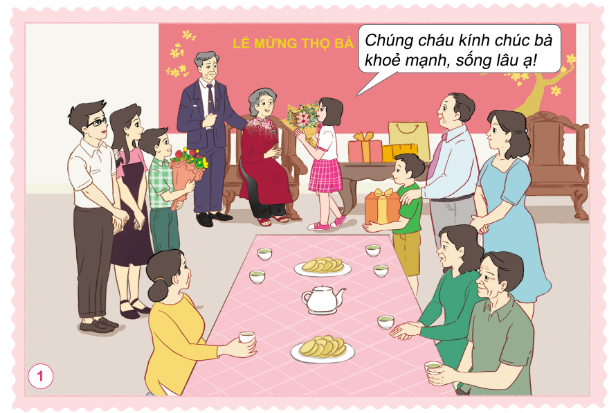 LỄ MỪNG THỌ BÀ
Chúng cháu kính chúc bà
khoẻ mạnh, sống lâu ạ!
1